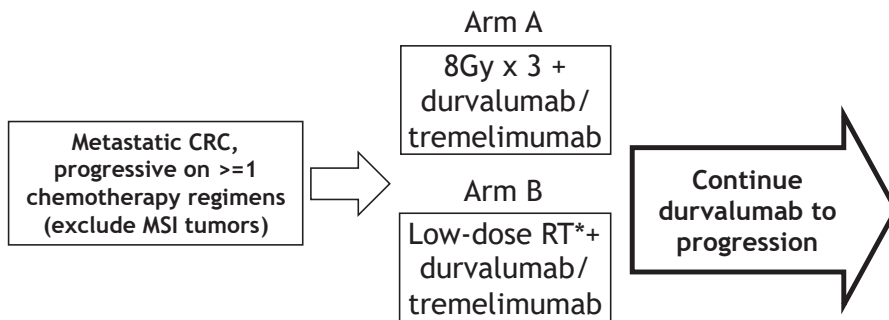 Metastatic CRC,
progressive on >=1
chemotherapy regimens
(exclude MSI tumors)
Arm A
8Gy x 3 +
durvalumab/
tremelimumab
Arm B
Low-dose RT*+
durvalumab/
tremelimumab
Continue
durvalumab to
progression